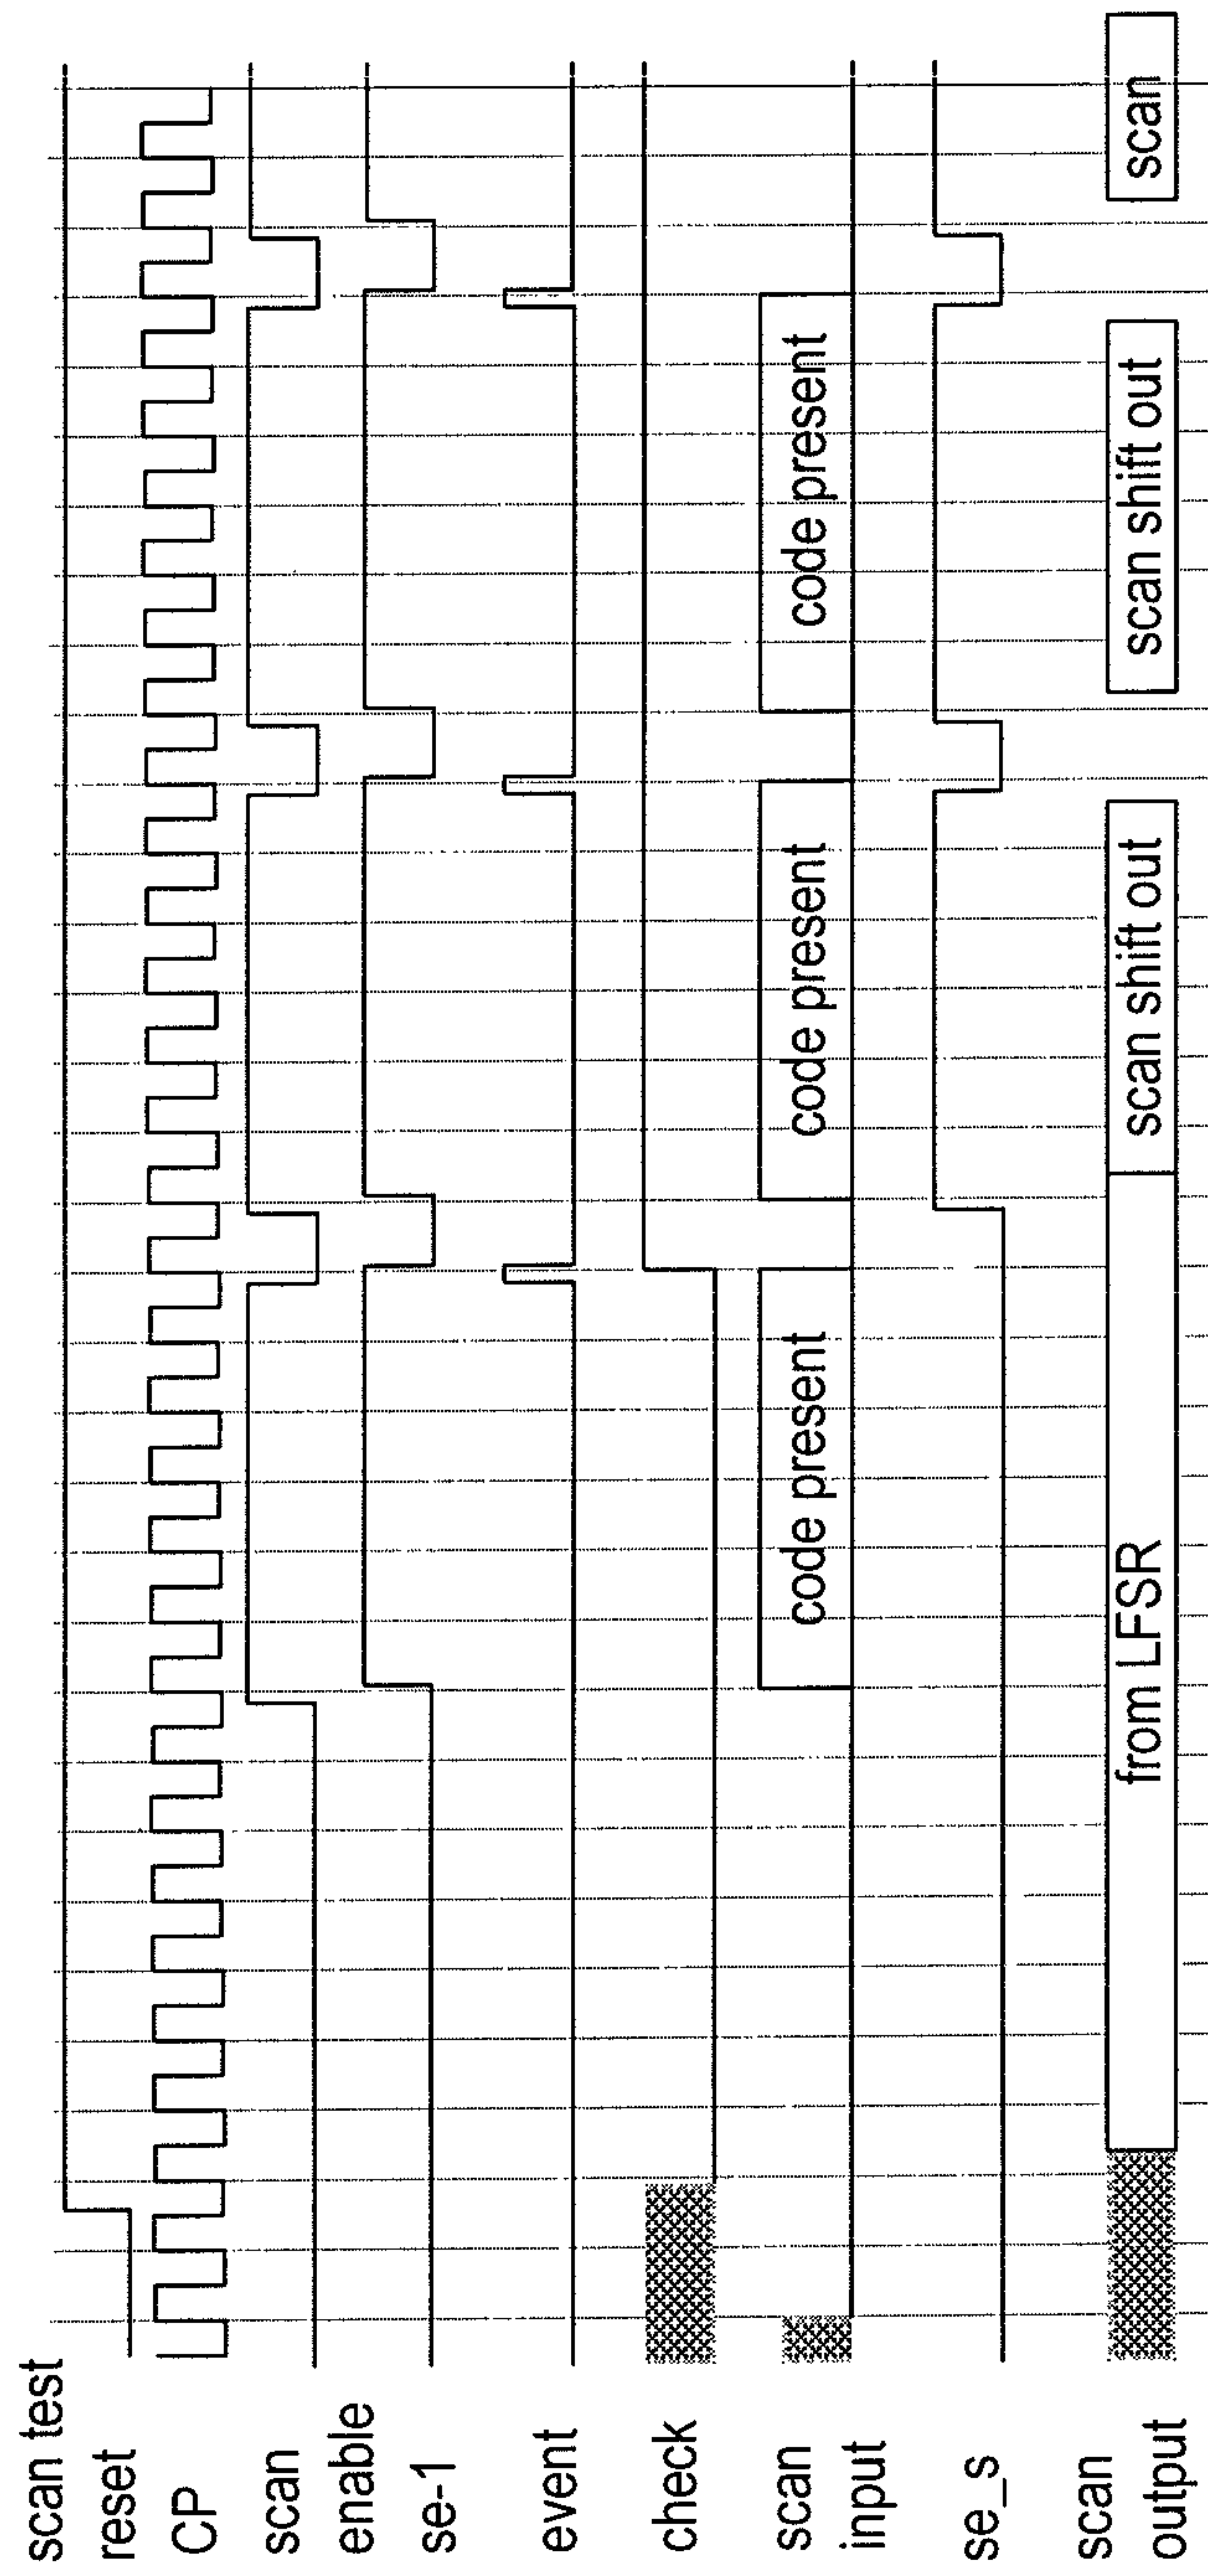 scan test
reset
CP
scan
enable
se-1
event
check
scan
input
code present
code present
code present
se_s
scan
output
from LFSR
scan shift out
scan shift out
scan